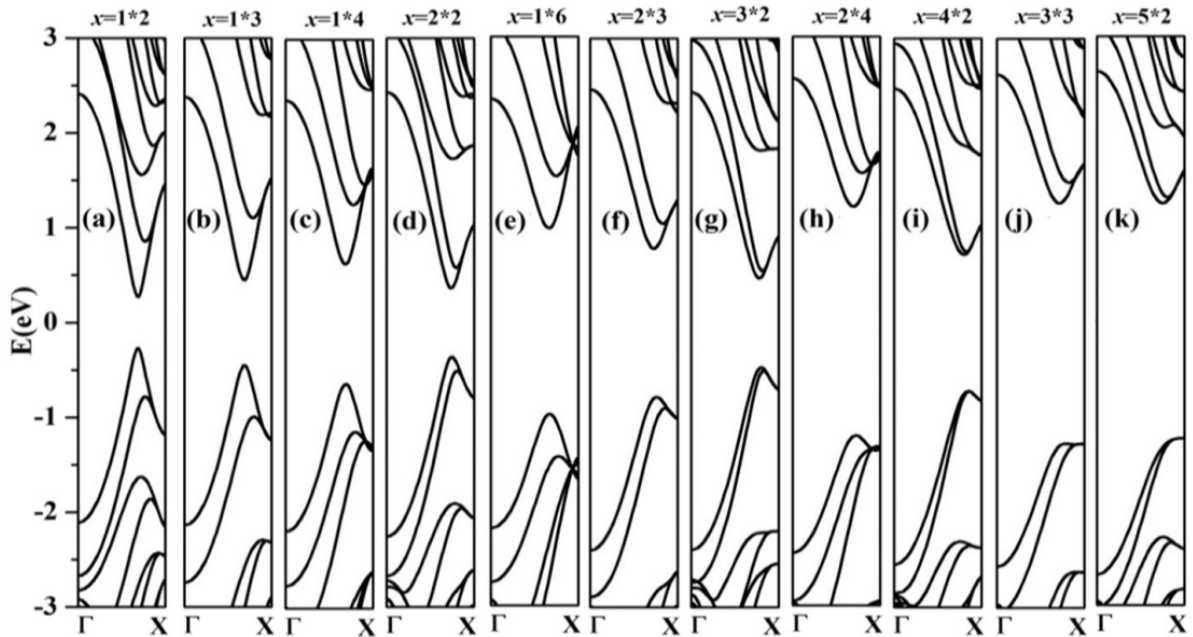 x=1*2 x=1*3 x=1*4 x=2*2 x=1*6 x=2*3 x=3*2 x=2*4 x=4*2 x=3*3 x=5*2
3
2
1
0
-1
-2
-3
E(eV)
(a) (b) (c) (d) (e) (f) (g) (h) (i) (j) (k)
Γ X Γ X Γ X Γ X Γ X Γ X Γ X Γ X Γ X Γ X Γ X